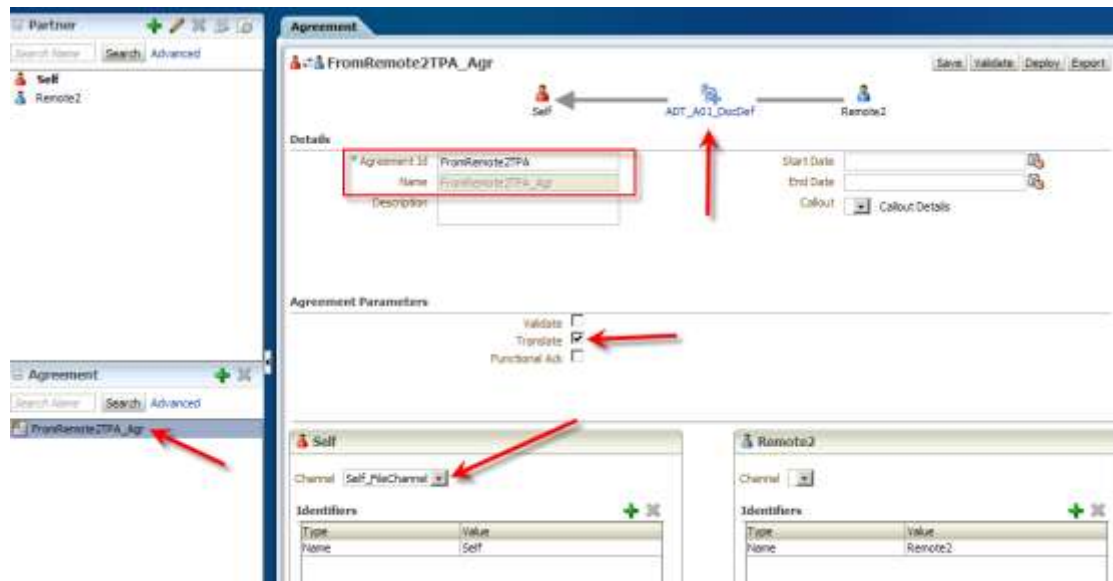 Partner
Search Name Search Advanced
Self
Remote2
Agreement
Search Name Search Advanced
FromRemote2TPA_Agr
Agreement
FromRemote2TPA_Agr
Save Validate Deploy Export
Self
ADT_A01_DocDef
Remote2
Details
* Agreement Id FromRemote2TPA
Name FromRemote2TPA_Agr
Description
Start Date
End Date
Callout Callout Details
Agreement Parameters
Validate
Translate
Functional Ack
Self
Channel Self_FileChannel
Identifiers
Type Value
Name Self
Remote2
Channel
Identifiers
Type Value
Name Remote2